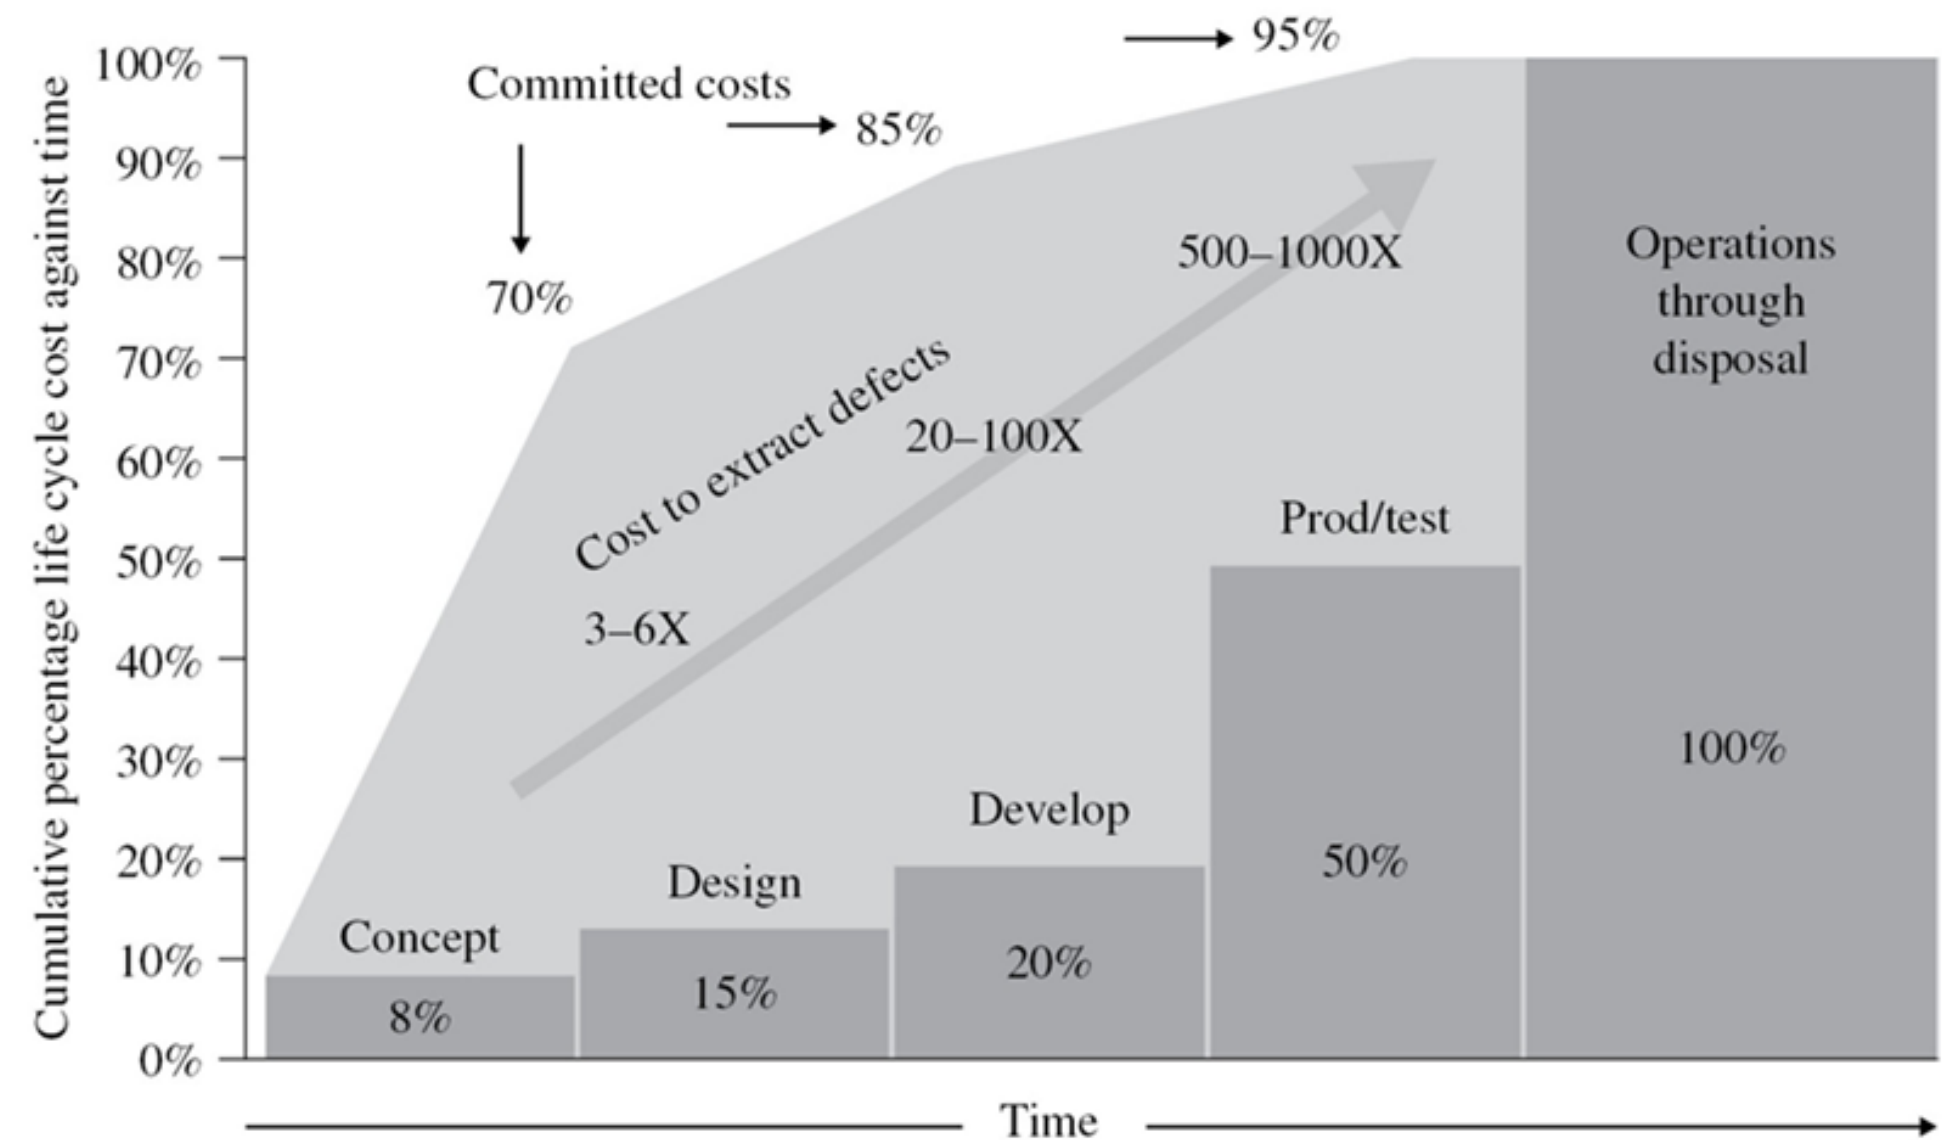 Cumulative percentage life cycle cost against time
100%
90%
80%
70%
60%
50%
40%
30%
20%
10%
0%
Committed costs
70%
85%
95%
Cost to extract defects
3–6X
20–100X
500–1000X
Concept
8%
Design
15%
Develop
20%
Prod/test
50%
Operations
through
disposal
100%
Time